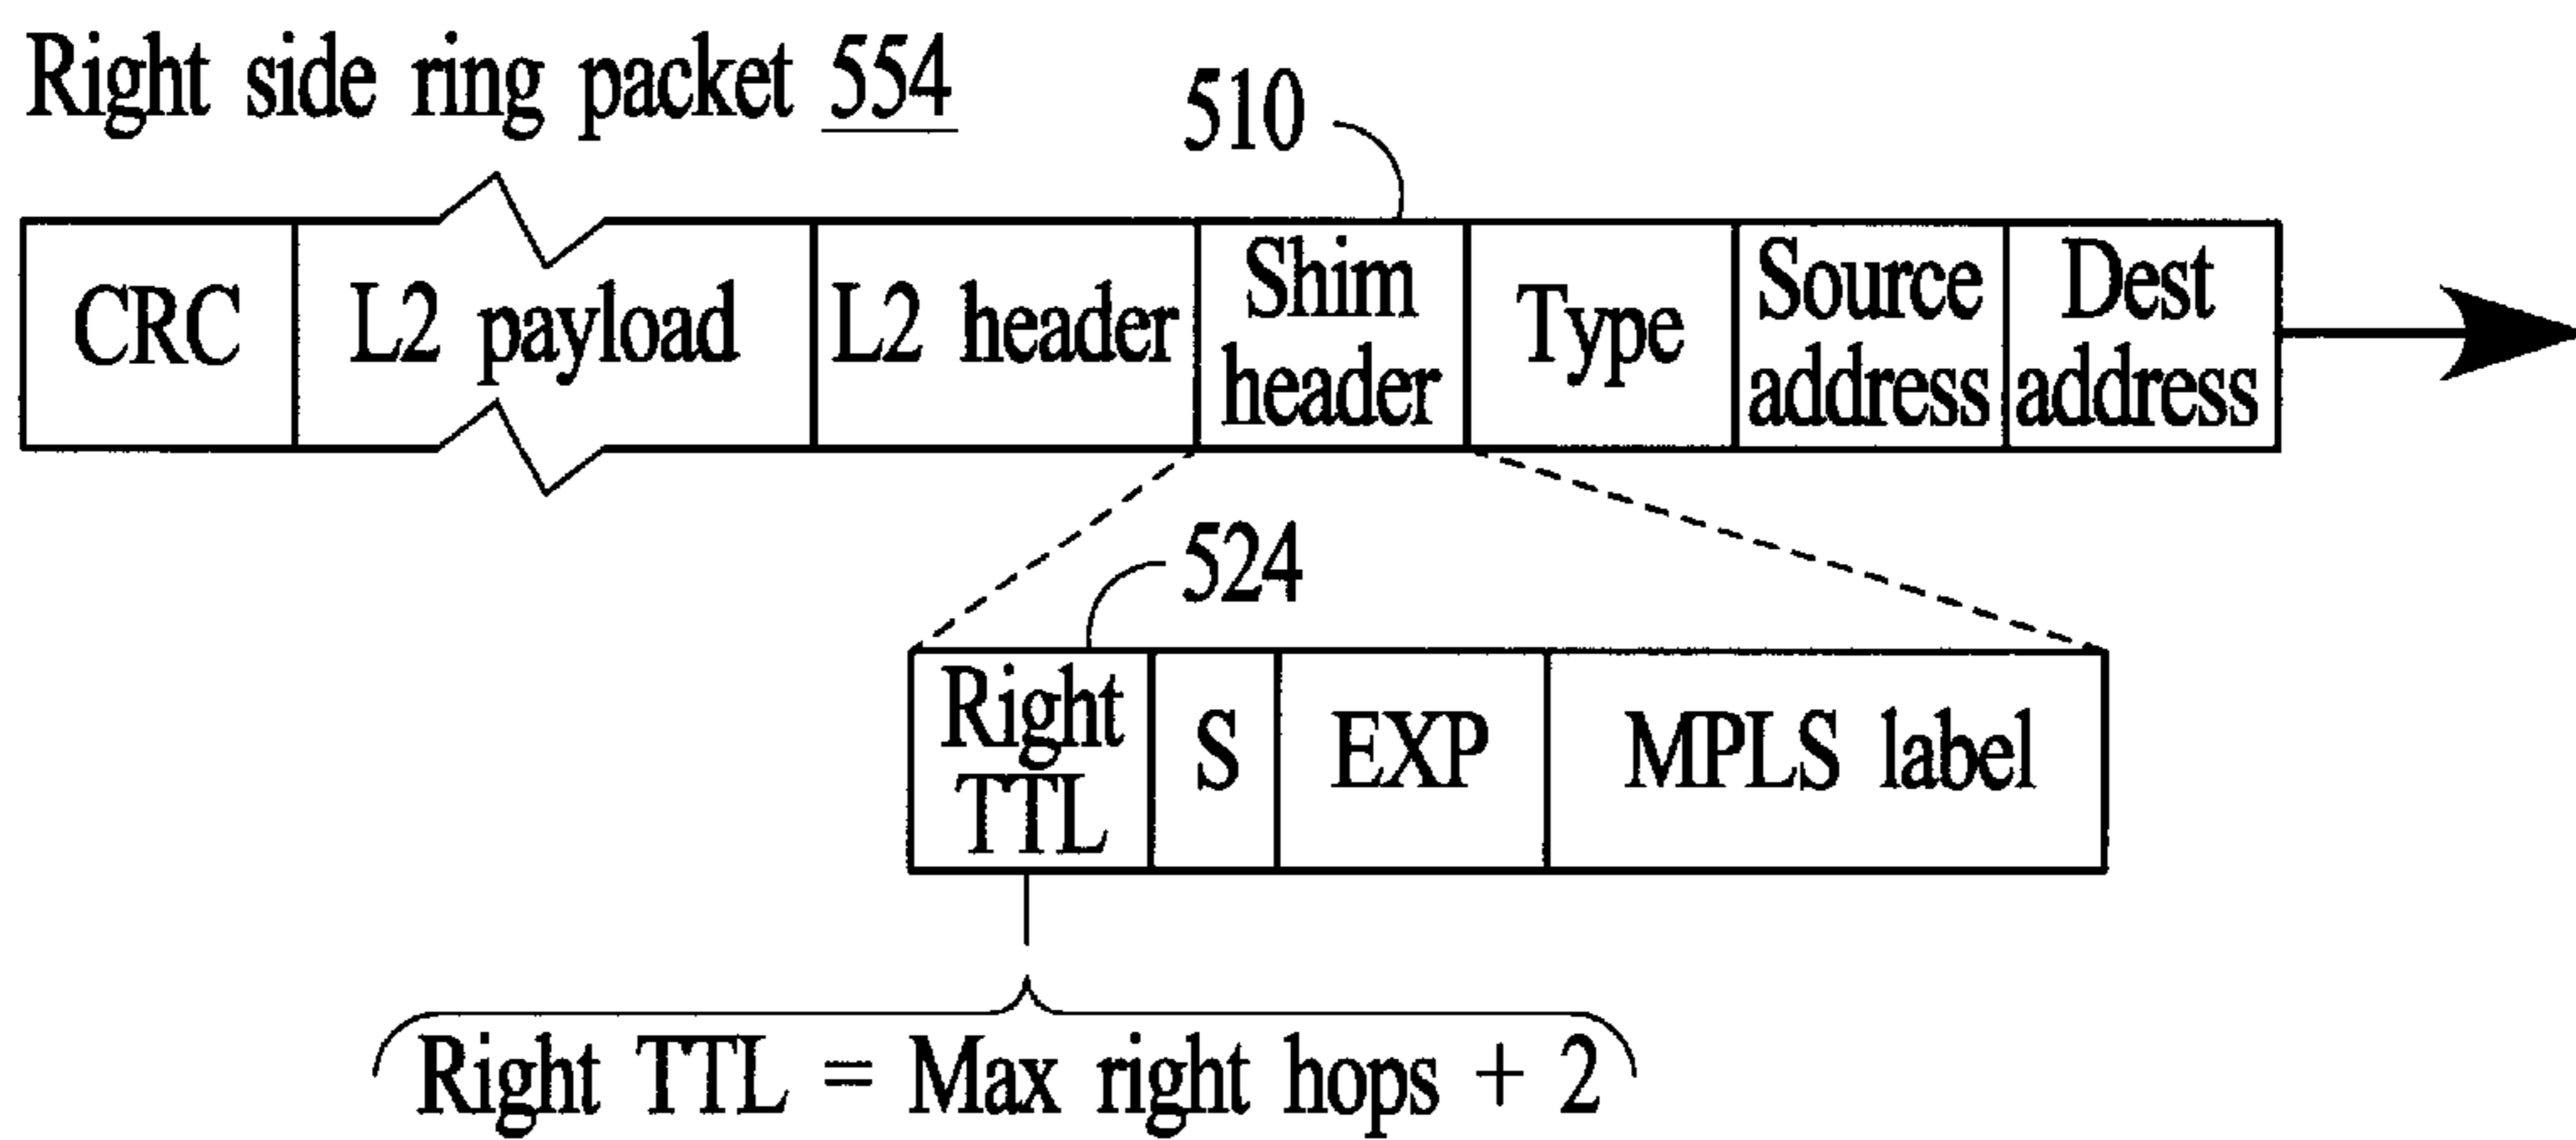 Right side ring packet 554
510
CRC
L2 payload
L2 header
Shim
header
Type
Source
address
Dest
address
524
Right
TTL
S
EXP
MPLS label
Right TTL = Max right hops + 2